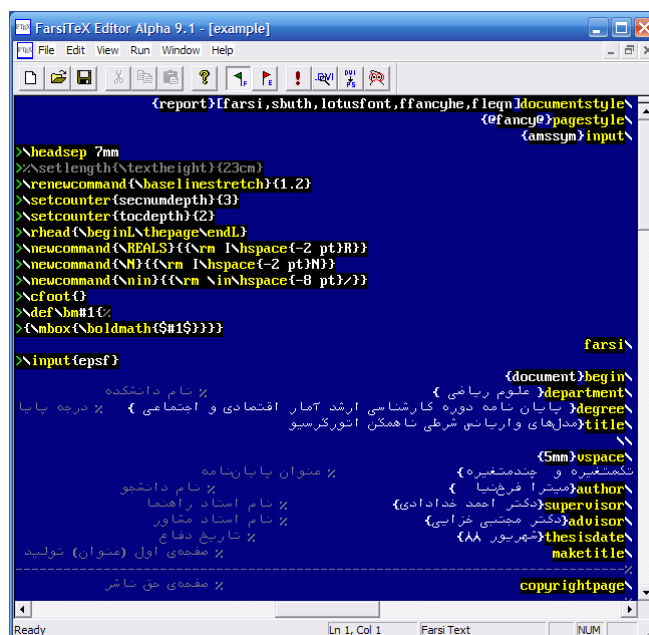 FarsiTeX Editor Alpha 9.1 - [example]
File Edit View Run Window Help
\documentstyle[farsi,sbuth,lotusfont,ffancyhe,fleqn]{report}
\pagestyle{@fancy@}
\input{amssym}
>\headsep 7mm
>%\setlength{\textheight}{23cm}
>\renewcommand{\baselinestretch}{1.2}
>\setcounter{secnumdepth}{3}
>\setcounter{tocdepth}{2}
>\rhead{\beginL\thepage\endL}
>\newcommand{\REALS}{{\rm I\hspace{-2 pt}R}}
>\newcommand{\N}{{\rm I\hspace{-2 pt}N}}
>\newcommand{\nin}{{\rm \in\hspace{-8 pt}/}}
>\cfoot{}
>\def\bm#1{%
>{\mbox{\boldmath{$#1$}}}}
\farsi
>\input{epsf}
\begin{document}
\department{ علوم ریاضی } % نام دانشکده
\degree{ پایان نامه دوره کارشناسی ارشد آمار اقتصادی و اجتماعی } % درجه پایا
\title{مدل‌های واریانس شرطی ناهمگن اتورگرسیو
\\
\vspace{5mm}
تکمتغیره و چندمتغیره} % عنوان پایان‌نامه
\author{میترا فرخ‌نیا } % نام دانشجو
\supervisor{دکتر احمد خدادادی} % نام استاد راهنما
\advisor{دکتر مجتبی خزایی} % نام استاد مشاور
\thesisdate{شهریور ۸۸} % تاریخ دفاع
\maketitle % صفحه‌ی اول (عنوان) تولید
%--------------------------------------------------------------------------
\copyrightpage % صفحه‌ی حق ناشر
Ready Ln 1, Col 1 Farsi Text NUM